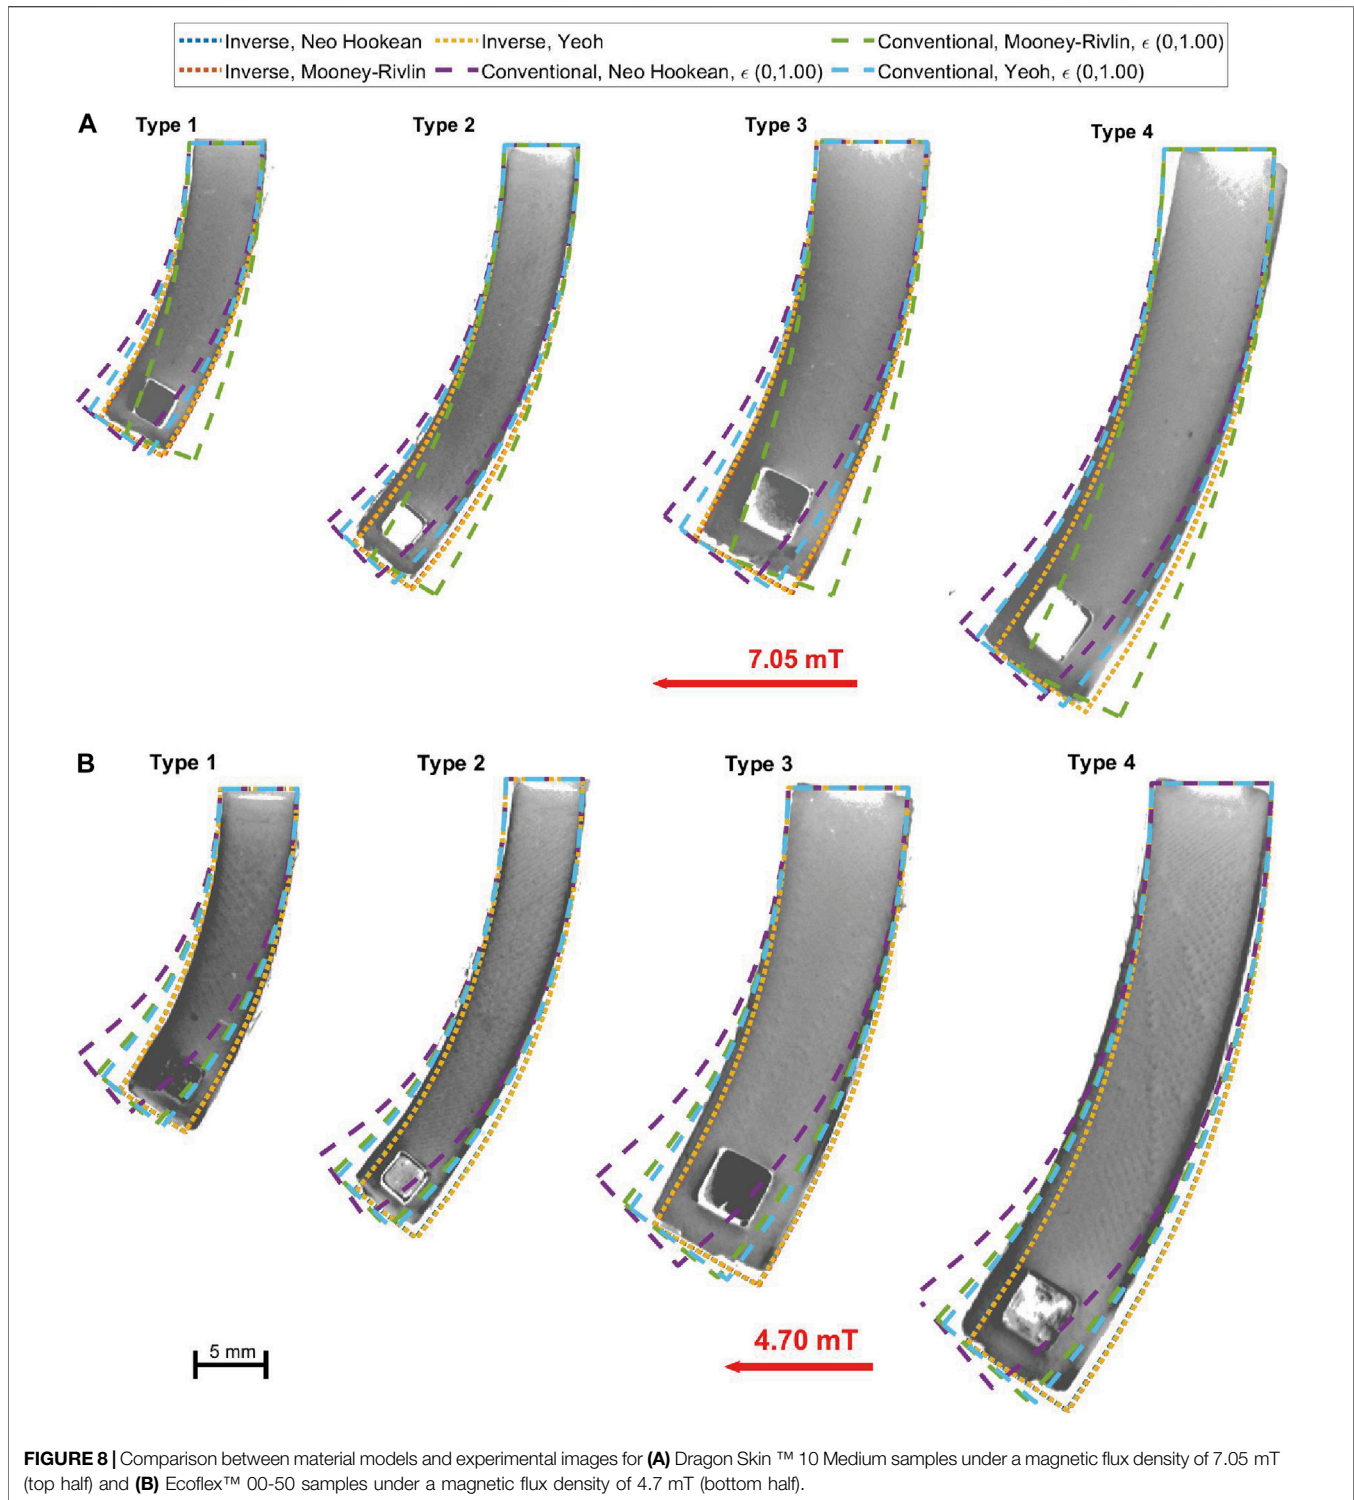 Inverse, Neo Hookean Inverse, Yeoh Conventional, Mooney-Rivlin, ϵ (0,1.00)
Inverse, Mooney-Rivlin Conventional, Neo Hookean, ϵ (0,1.00) Conventional, Yeoh, ϵ (0,1.00)
A Type 1 Type 2 Type 3 Type 4
7.05 mT
B Type 1 Type 2 Type 3 Type 4
4.70 mT
5 mm
FIGURE 8 | Comparison between material models and experimental images for (A) Dragon Skin ™ 10 Medium samples under a magnetic flux density of 7.05 mT
(top half) and (B) Ecoflex™ 00-50 samples under a magnetic flux density of 4.7 mT (bottom half).